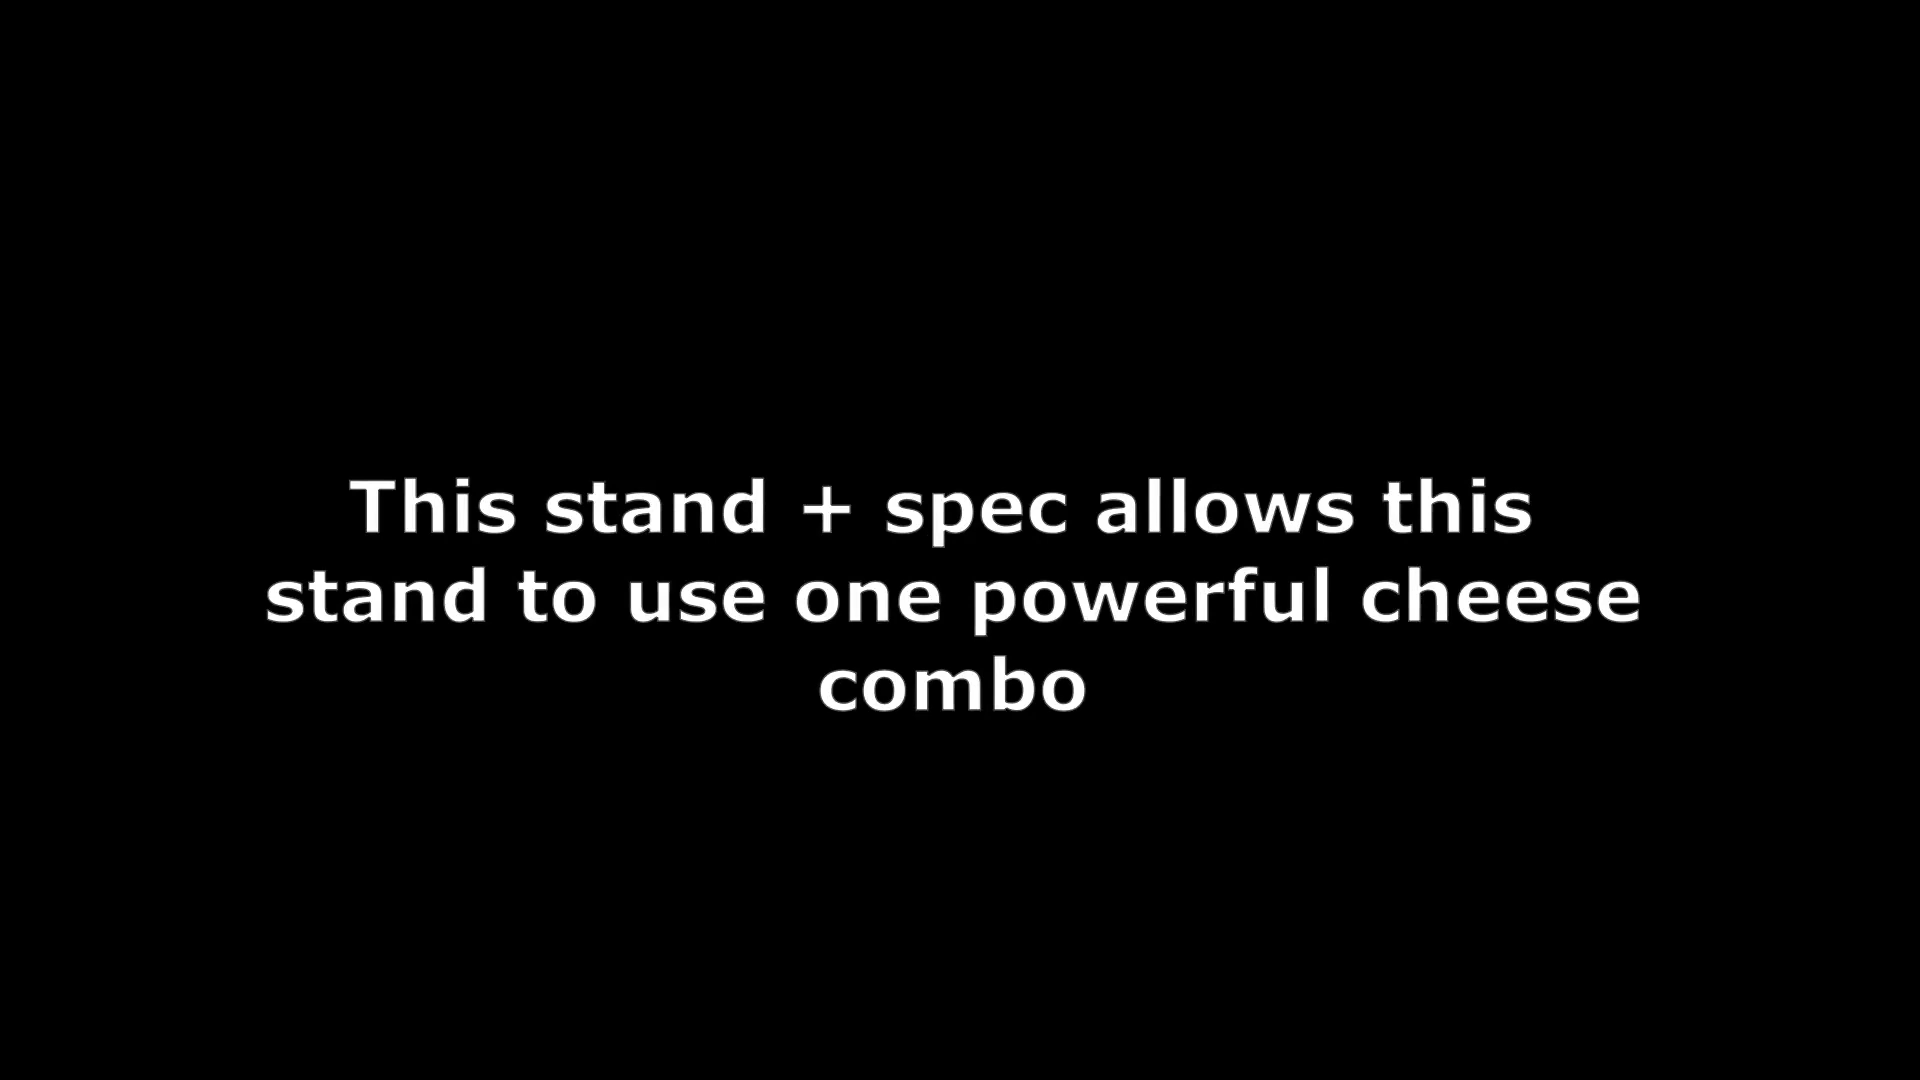 This stand + spec allows this
stand to use one powerful cheese
combo